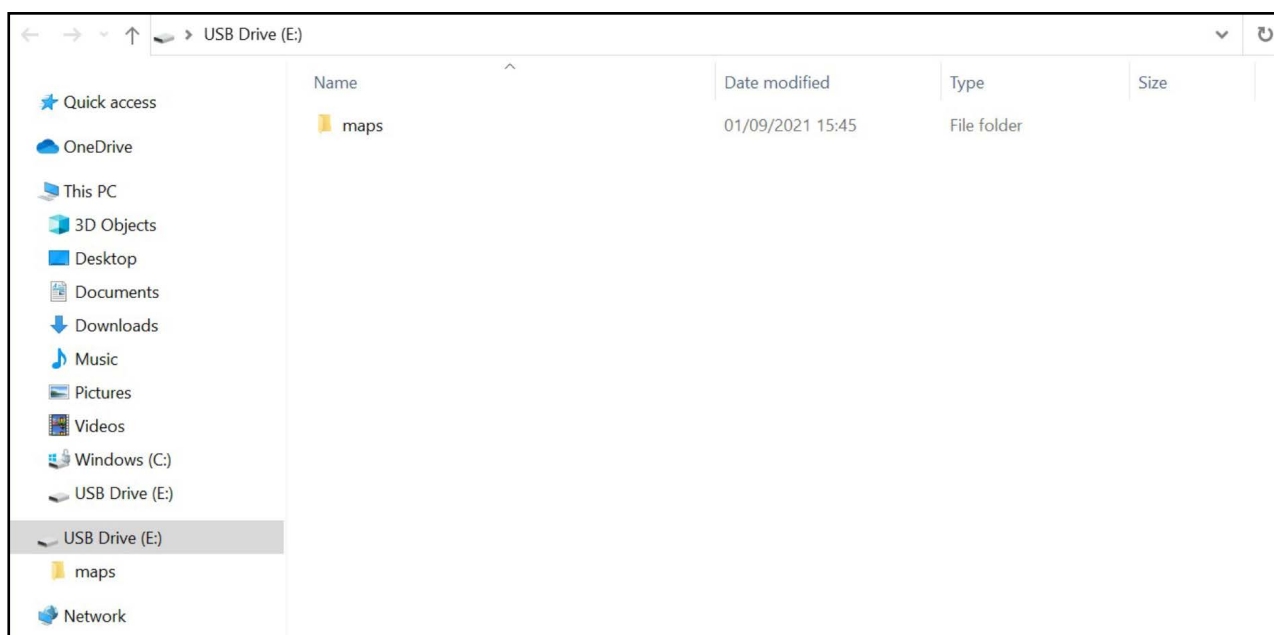 USB Drive (E:)
Name Date modified Type Size
maps 01/09/2021 15:45 File folder
Quick access
OneDrive
This PC
3D Objects
Desktop
Documents
Downloads
Music
Pictures
Videos
Windows (C:)
USB Drive (E:)
USB Drive (E:)
maps
Network